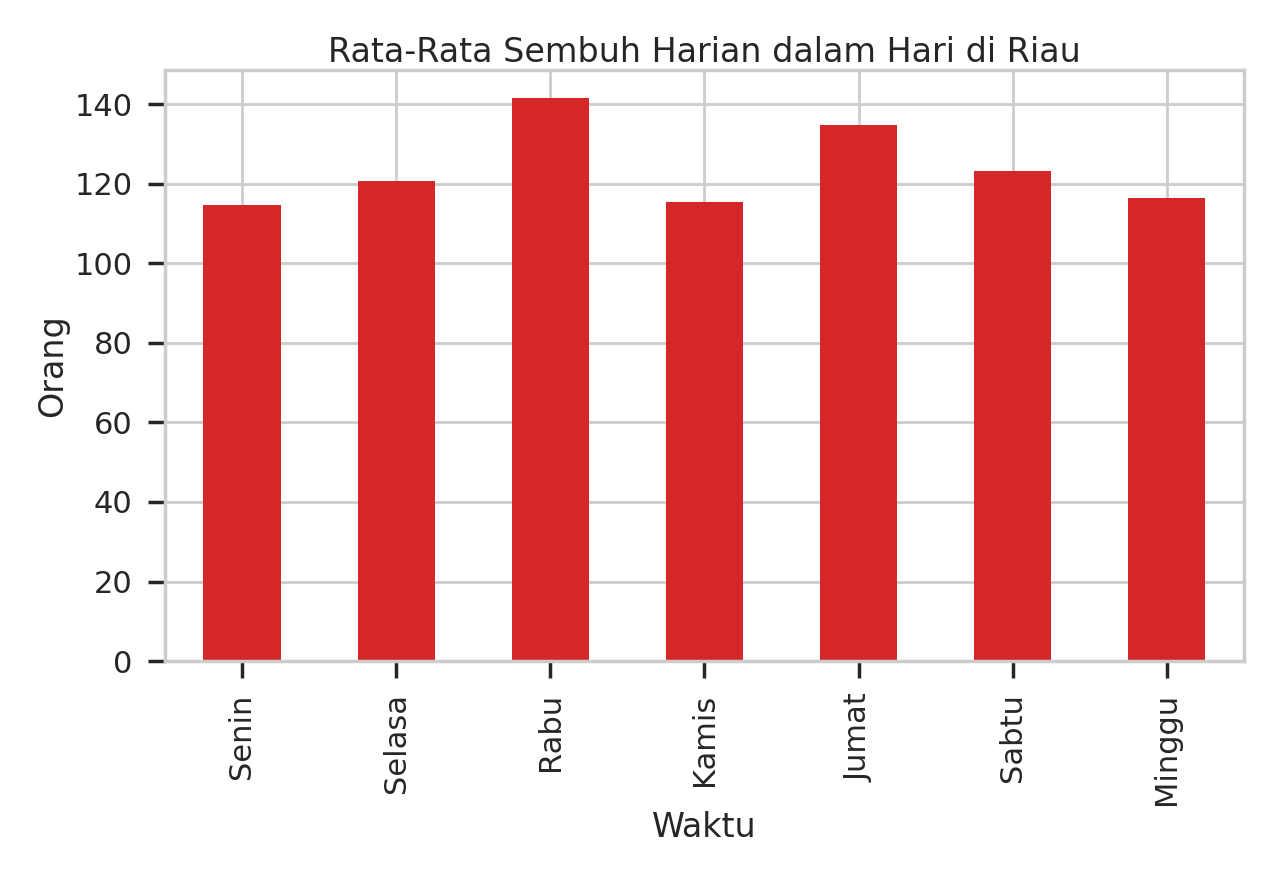 Rata-Rata Sembuh Harian dalam Hari di Riau
Orang
140
120
100
80
60
40
20
0
Senin
Selasa
Rabu
Kamis
Jumat
Sabtu
Minggu
Waktu